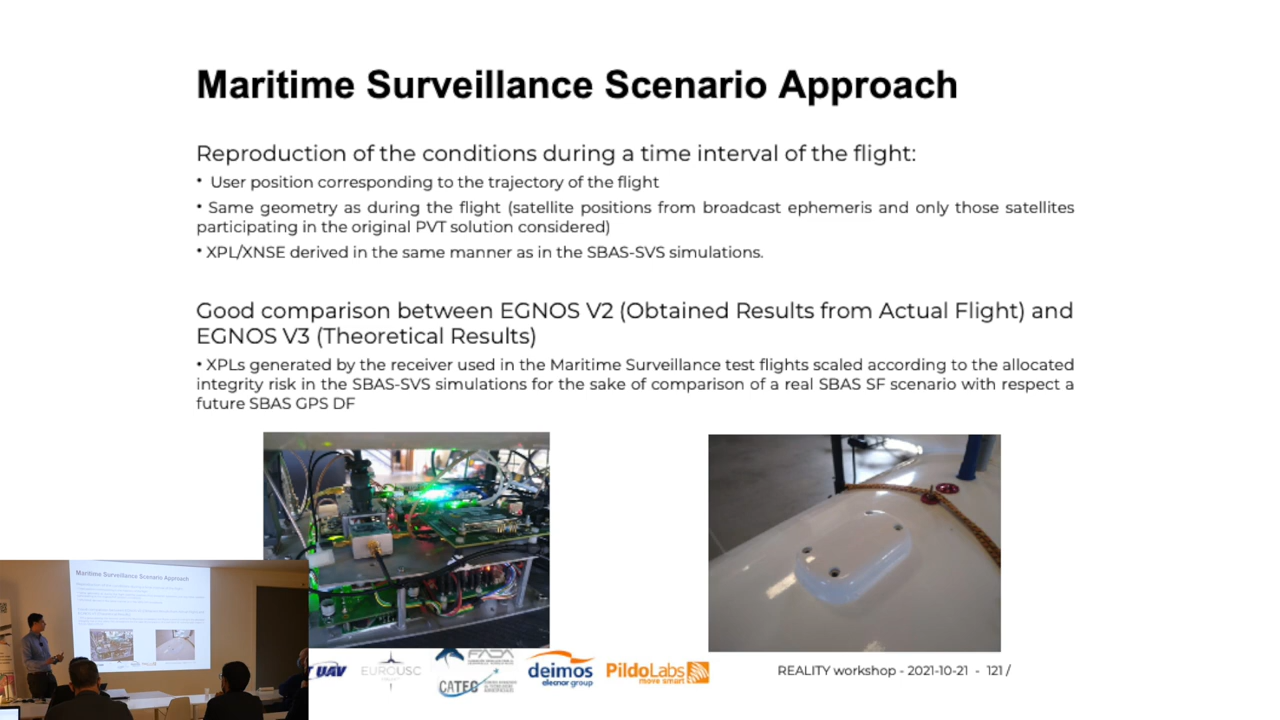 Maritime Surveillance Scenario Approach
Reproduction of the conditions during a time interval of the flight:
• User position corresponding to the trajectory of the flight
• Same geometry as during the flight (satellite positions from broadcast ephemeris and only those satellites
participating in the original PVT solution considered)
• XPL/XNSE derived in the same manner as in the SBAS-SVS simulations.
Good comparison between EGNOS V2 (Obtained Results from Actual Flight) and
EGNOS V3 (Theoretical Results)
• XPLs generated by the receiver used in the Maritime Surveillance test flights scaled according to the allocated
integrity risk in the SBAS-SVS simulations for the sake of comparison of a real SBAS SF scenario with respect a
future SBAS GPS DF
Maritime Surveillance Scenario Approach
UAV
EUROUSC
FADA
CATEC
deimos
elecnor group
PildoLabs
move smart
REALITY workshop - 2021-10-21 - 121 /